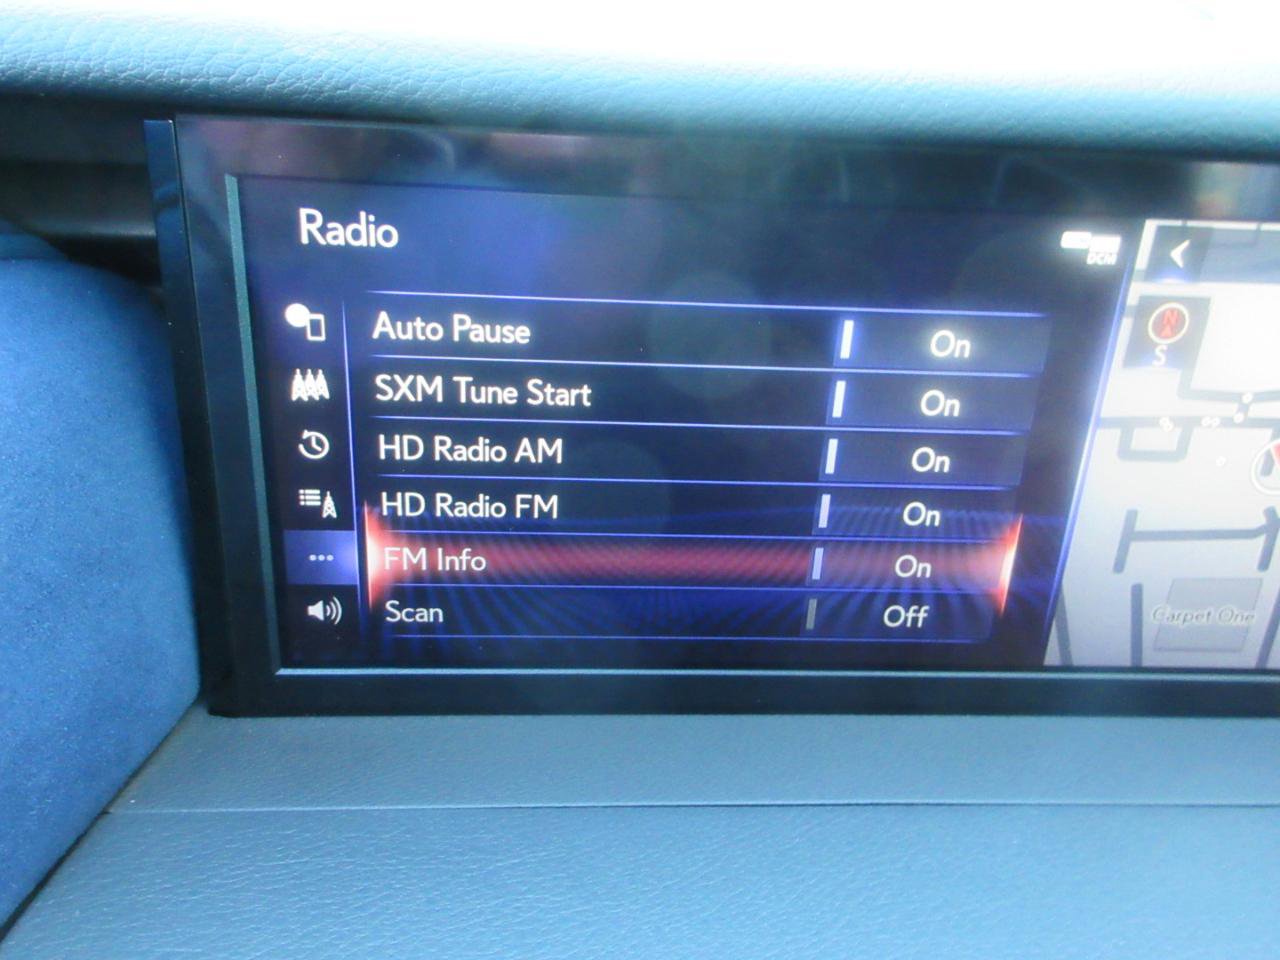 Radio
DCM
Auto Pause On
SXM Tune Start On
HD Radio AM On
HD Radio FM On
FM Info On
Scan Off
N
S
Carpet One